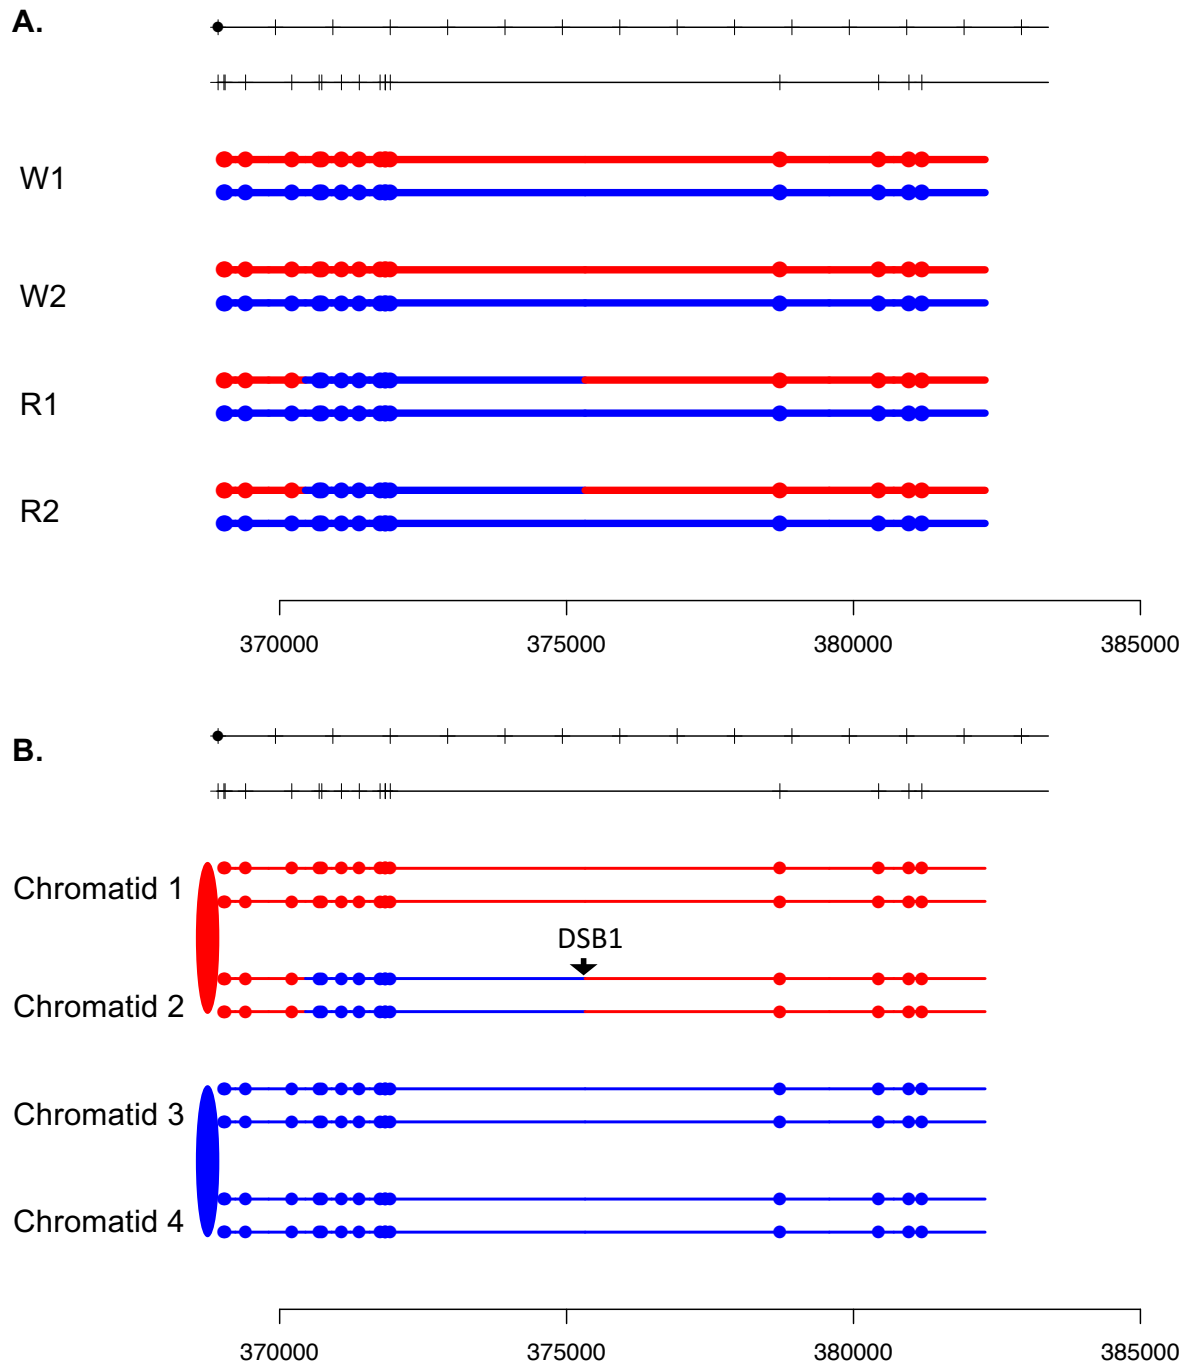 A.
W1
W2
R1
R2
370000 375000 380000 385000
B.
Chromatid 1
DSB1
Chromatid 2
Chromatid 3
Chromatid 4
370000 375000 380000 385000